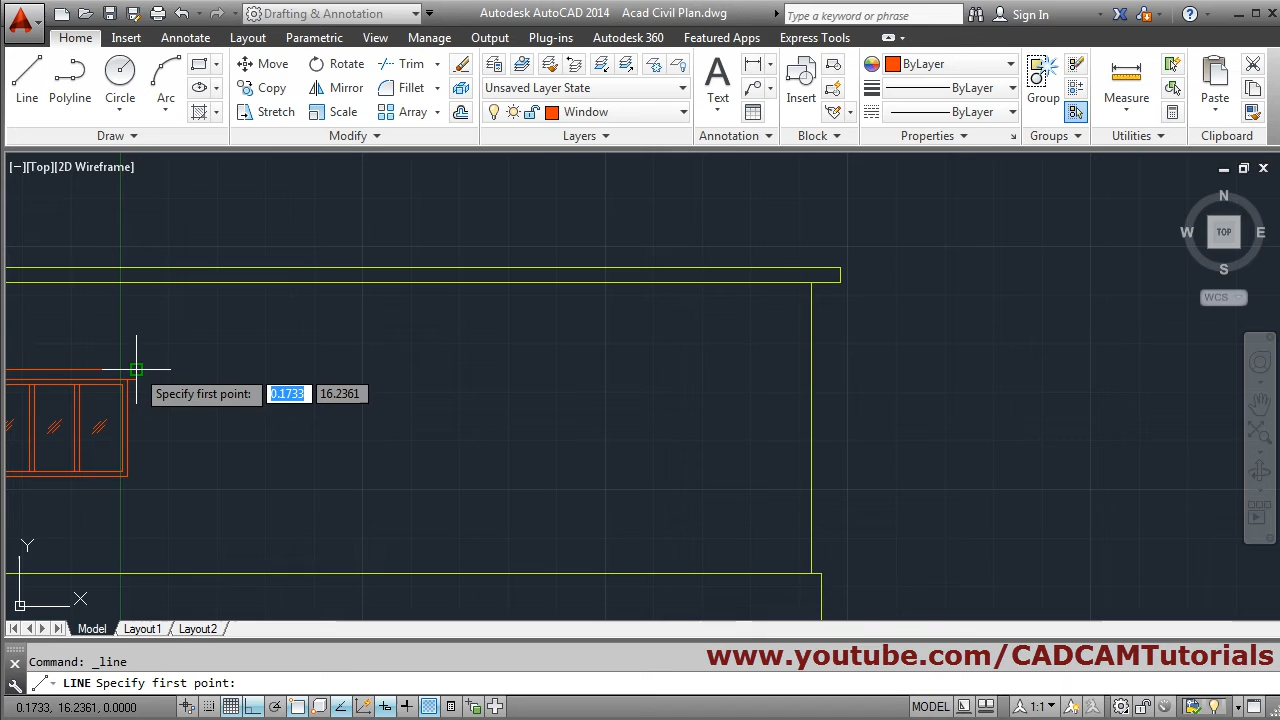 Drafting & Annotation
Autodesk AutoCAD 2014 Acad Civil Plan.dwg
Type a keyword or phrase
Sign In
Home Insert Annotate Layout Parametric View Manage Output Plug-ins Autodesk 360 Featured Apps Express Tools
Line Polyline Circle Arc
Move Rotate Trim
Copy Mirror Fillet
Stretch Scale Array
Unsaved Layer State
Window
Text
Insert
ByLayer
ByLayer
ByLayer
Group
Measure
Paste
Draw Modify Layers Annotation Block Properties Groups Utilities Clipboard
[−][Top][2D Wireframe]
N
W TOP E
S
WCS
Specify first point: 0.1733 16.2361
Y
X
Model Layout1 Layout2
Command: _line
www.youtube.com/CADCAMTutorials
LINE Specify first point:
0.1733, 16.2361, 0.0000
MODEL 1:1